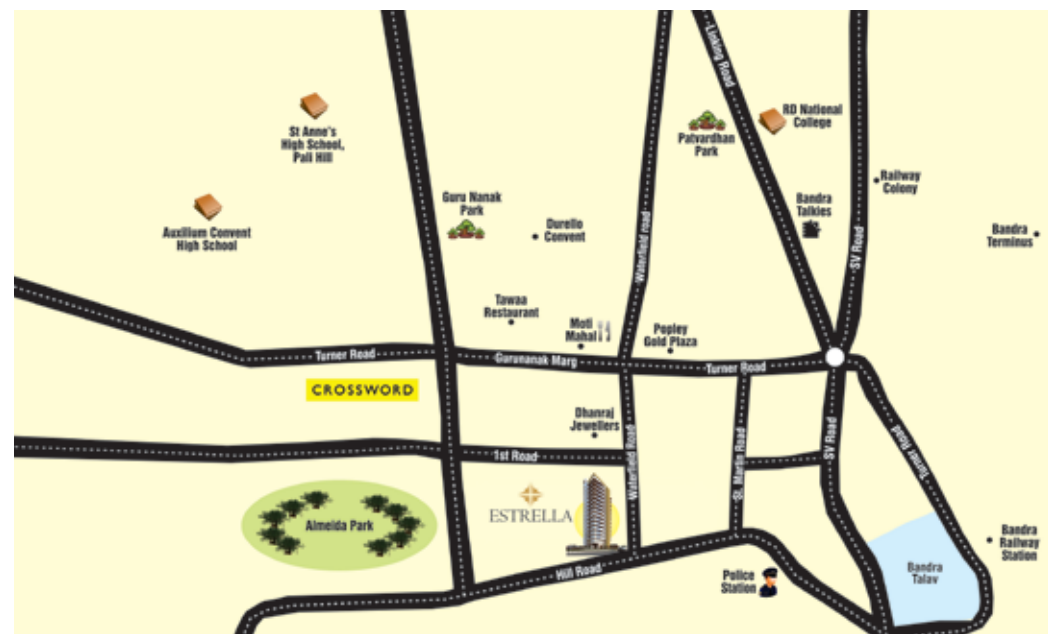 Linking Road
St Anne's
High School,
Pali Hill
RD National
College
Patvardhan
Park
Railway
Colony
Auxilium Convent
High School
Guru Nanak
Park
Durello
Convent
Waterfield road
Bandra
Talkies
SV Road
Bandra
Terminus
Tawaa
Restaurant
Moti
Mahal
Popley
Gold Plaza
Turner Road
Gurunanak Marg
Turner Road
CROSSWORD
Dhanraj
Jewellers
1st Road
Waterfield Road
St. Martin Road
SV Road
Turner Road
ESTRELLA
Almeida Park
Hill Road
Police
Station
Bandra
Talav
Bandra
Railway
Station